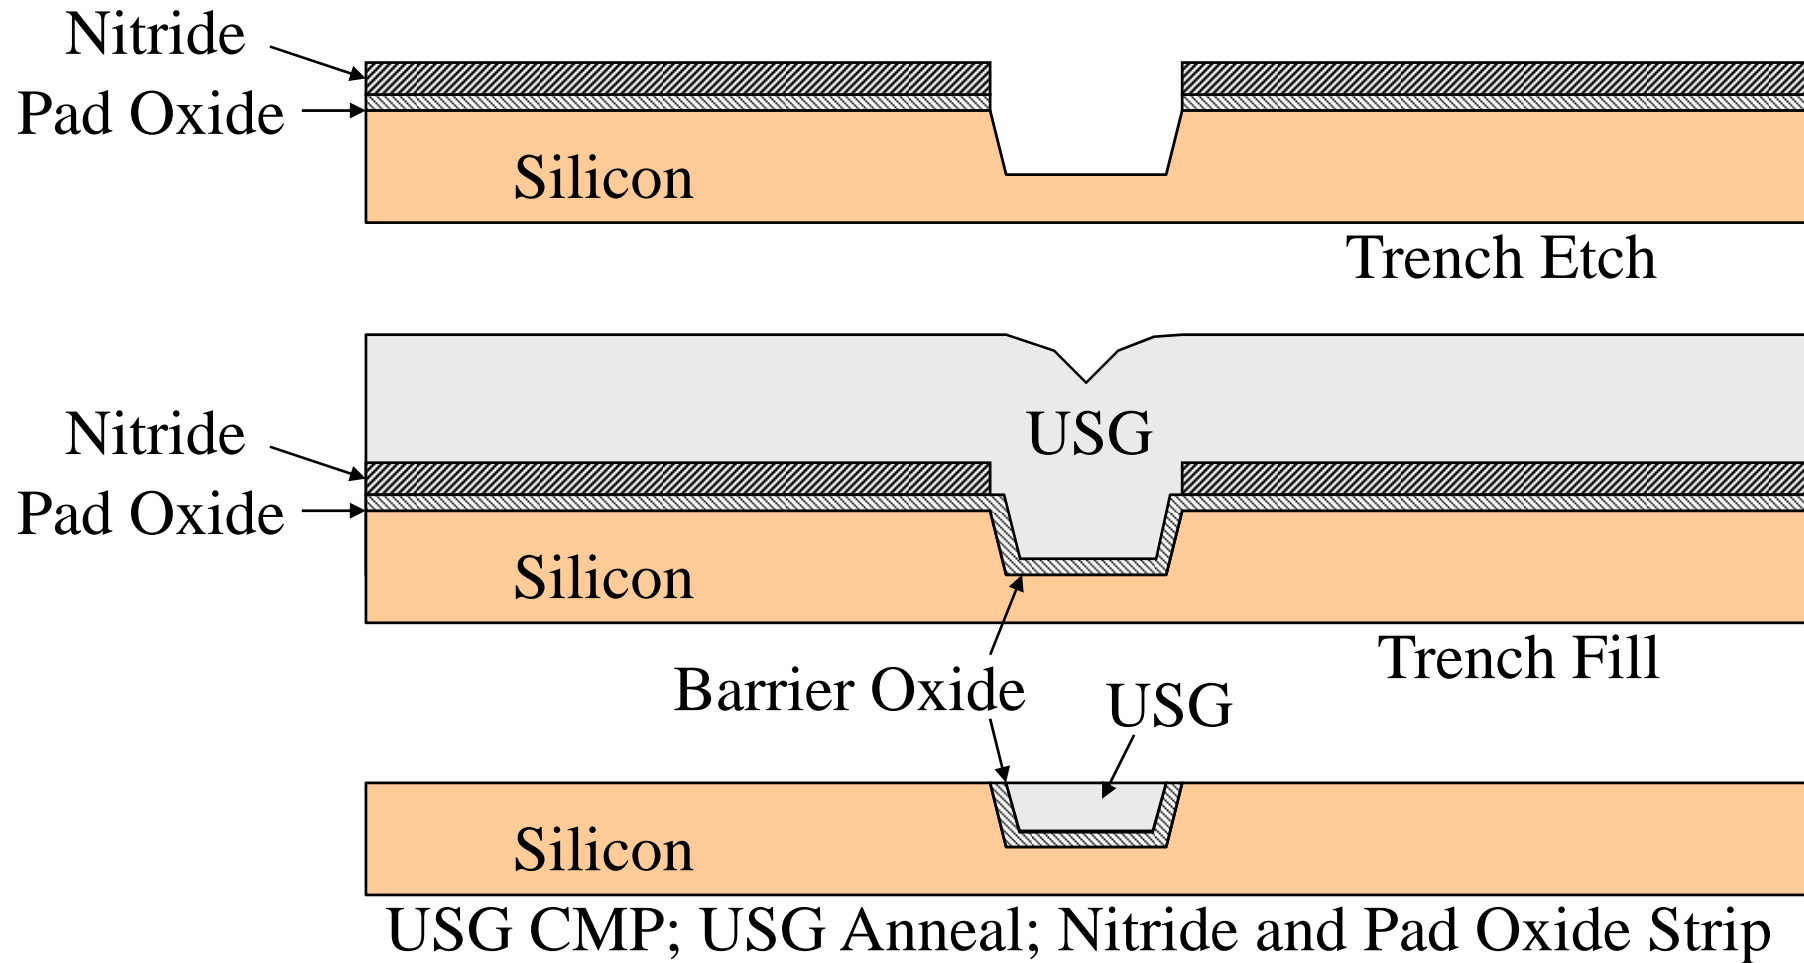 Nitride
Pad Oxide
Silicon
Trench Etch
USG
Nitride
Pad Oxide
Silicon
Trench Fill
Barrier Oxide
USG
Silicon
USG CMP; USG Anneal; Nitride and Pad Oxide Strip